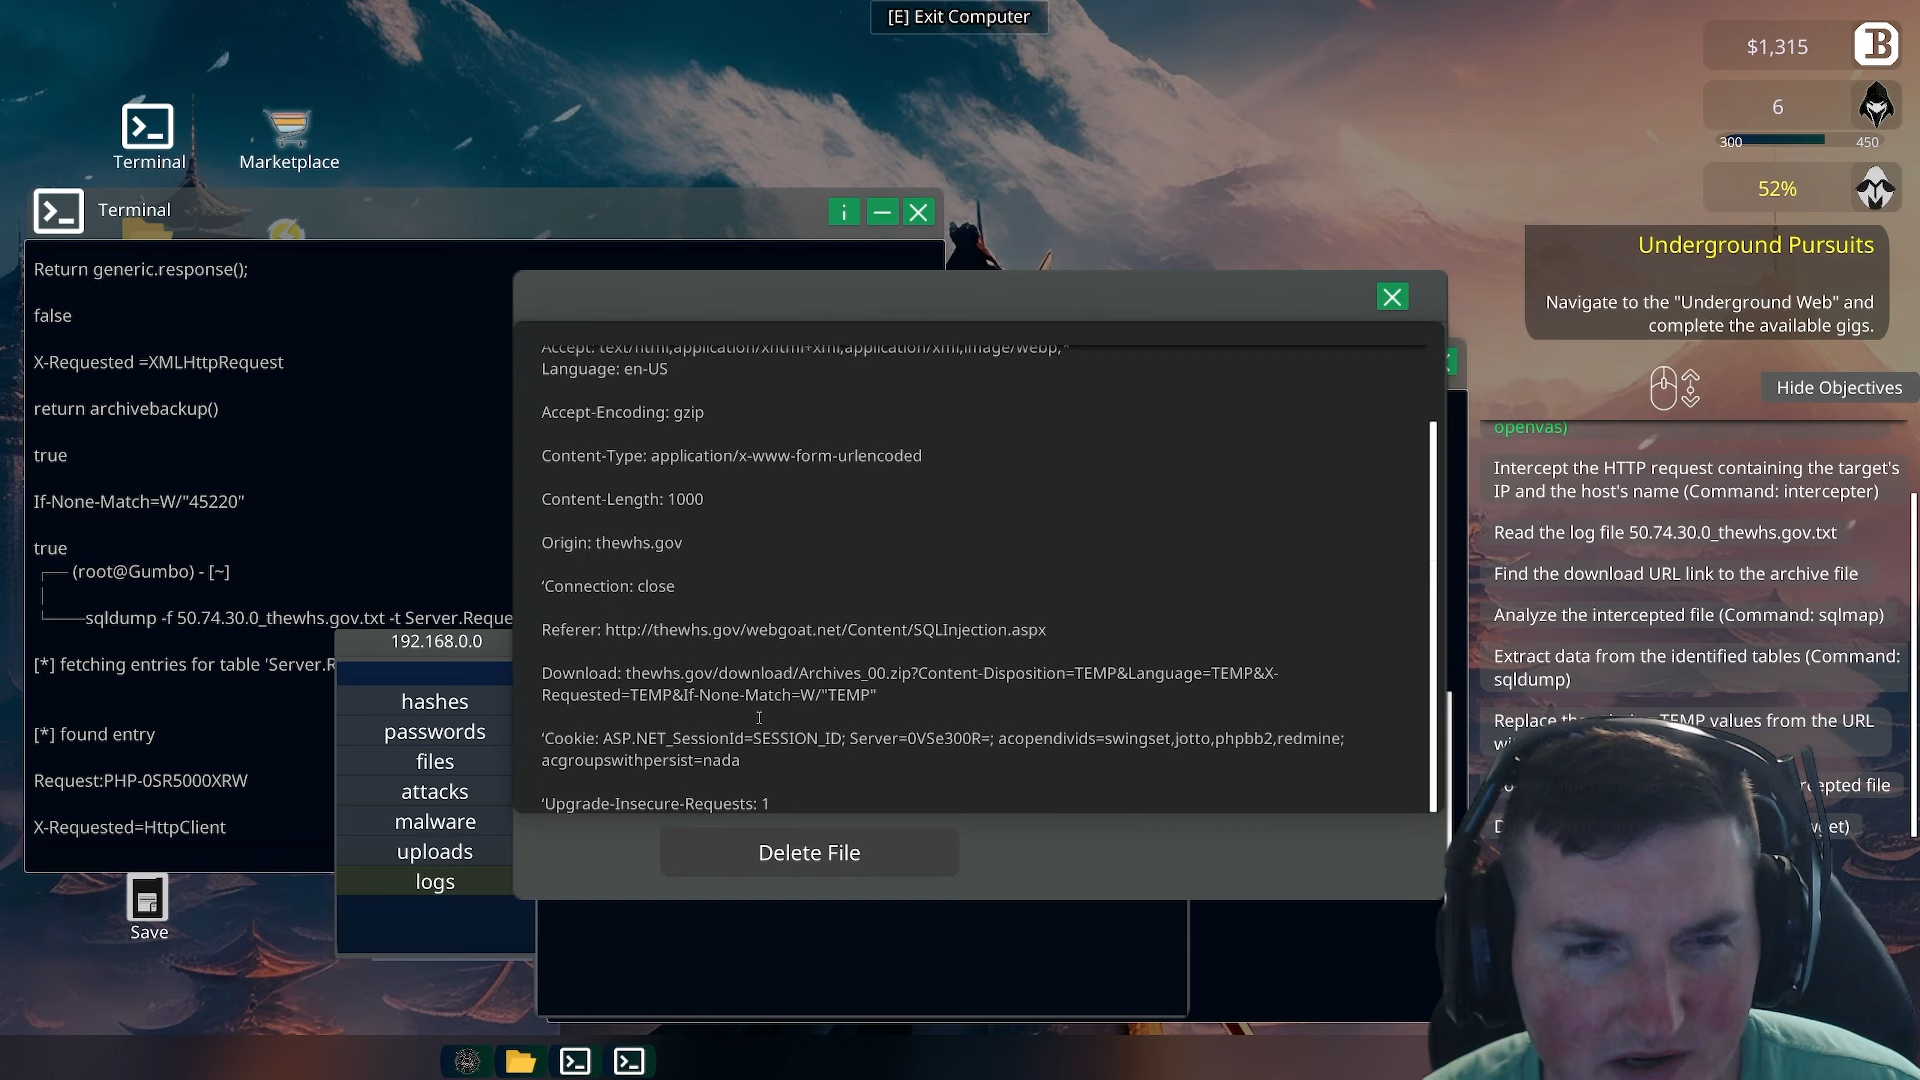 [E] Exit Computer
$1,315
B
6
300
450
52%
Underground Pursuits
Navigate to the "Underground Web" and
complete the available gigs.
Hide Objectives
openvas)
Intercept the HTTP request containing the target's
IP and the host's name (Command: intercepter)
Read the log file 50.74.30.0_thewhs.gov.txt
Find the download URL link to the archive file
Analyze the intercepted file (Command: sqlmap)
Extract data from the identified tables (Command:
sqldump)
TEMP values from the URL
Terminal
Marketplace
Terminal
i
Return generic.response();
false
X-Requested =XMLHttpRequest
return archivebackup()
true
If-None-Match=W/"45220"
true
(root@Gumbo) - [~]
sqldump -f 50.74.30.0_thewhs.gov.txt -t Server.Reque
[*] fetching entries for table 'Server.R
[*] found entry
Request:PHP-0SR5000XRW
X-Requested=HttpClient
192.168.0.0
hashes
passwords
files
attacks
malware
uploads
logs
Accept: text/html,application/xhtml+xml,application/xml,image/webp,*
Language: en-US
Accept-Encoding: gzip
Content-Type: application/x-www-form-urlencoded
Content-Length: 1000
Origin: thewhs.gov
‘Connection: close
Referer: http://thewhs.gov/webgoat.net/Content/SQLInjection.aspx
Download: thewhs.gov/download/Archives_00.zip?Content-Disposition=TEMP&Language=TEMP&X-
Requested=TEMP&If-None-Match=W/"TEMP"
‘Cookie: ASP.NET_SessionId=SESSION_ID; Server=0VSe300R=; acopendivids=swingset,jotto,phpbb2,redmine;
acgroupswithpersist=nada
‘Upgrade-Insecure-Requests: 1
Delete File
Save